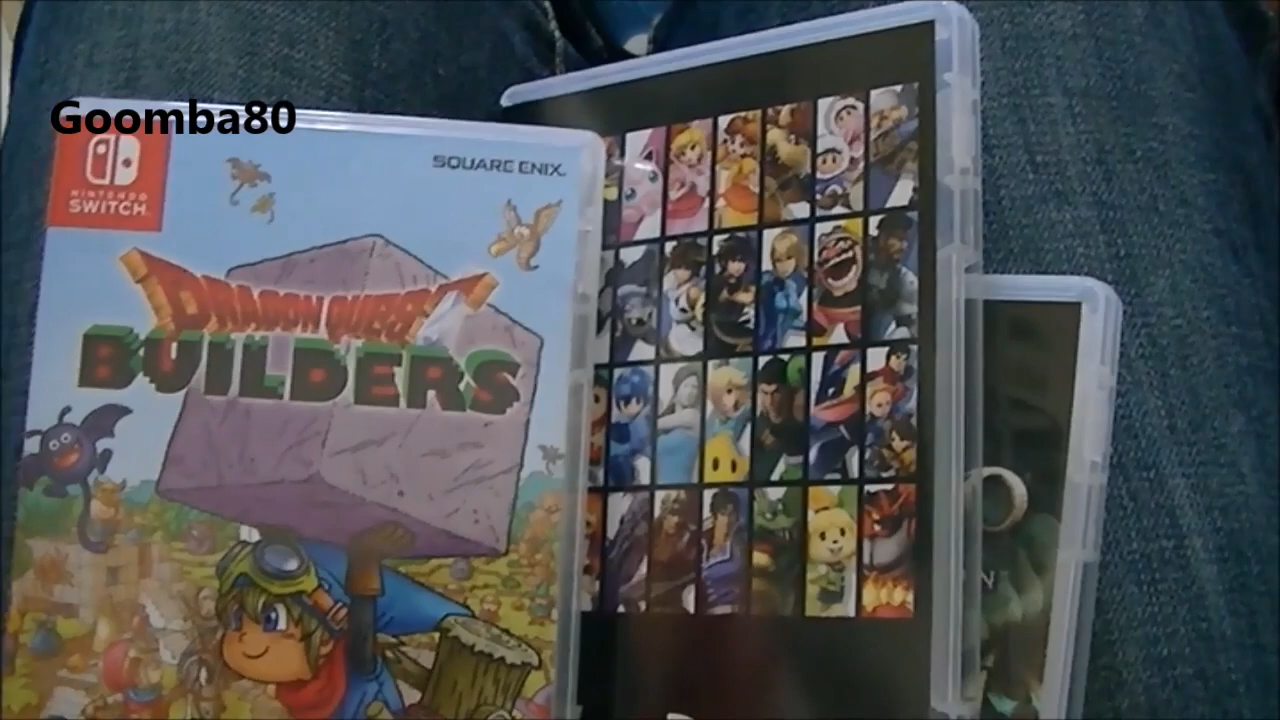 Goomba80
SQUARE ENIX.
NINTENDO
SWITCH
DRAGON QUEST
BUILDERS